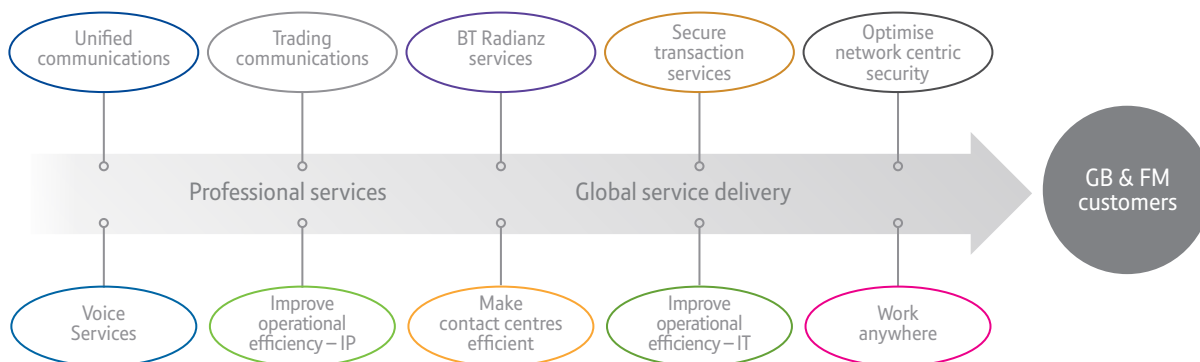 Unified
communications
Trading
communications
BT Radianz
services
Secure
transaction
services
Optimise
network centric
security
Professional services
Global service delivery
GB & FM
customers
Voice
Services
Improve
operational
efficiency – IP
Make
contact centres
efficient
Improve
operational
efficiency – IT
Work
anywhere